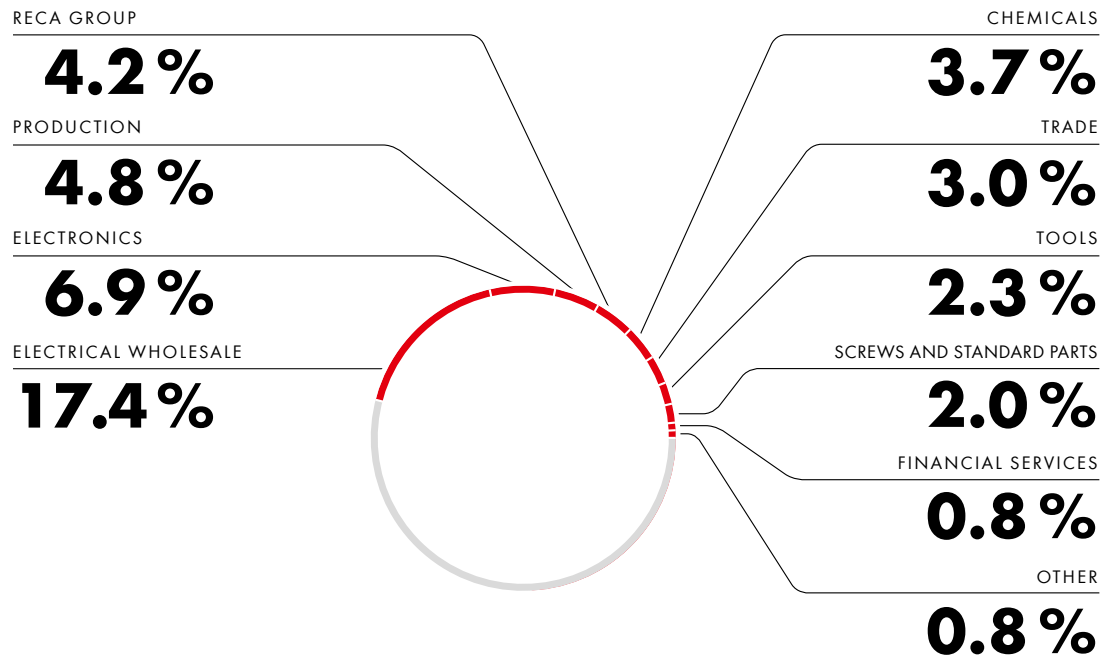 RECA GROUP
4.2 %
PRODUCTION
4.8 %
ELECTRONICS
6.9 %
ELECTRICAL WHOLESALE
17.4 %
CHEMICALS
3.7 %
TRADE
3.0 %
TOOLS
2.3 %
SCREWS AND STANDARD PARTS
2.0 %
FINANCIAL SERVICES
0.8 %
OTHER
0.8 %